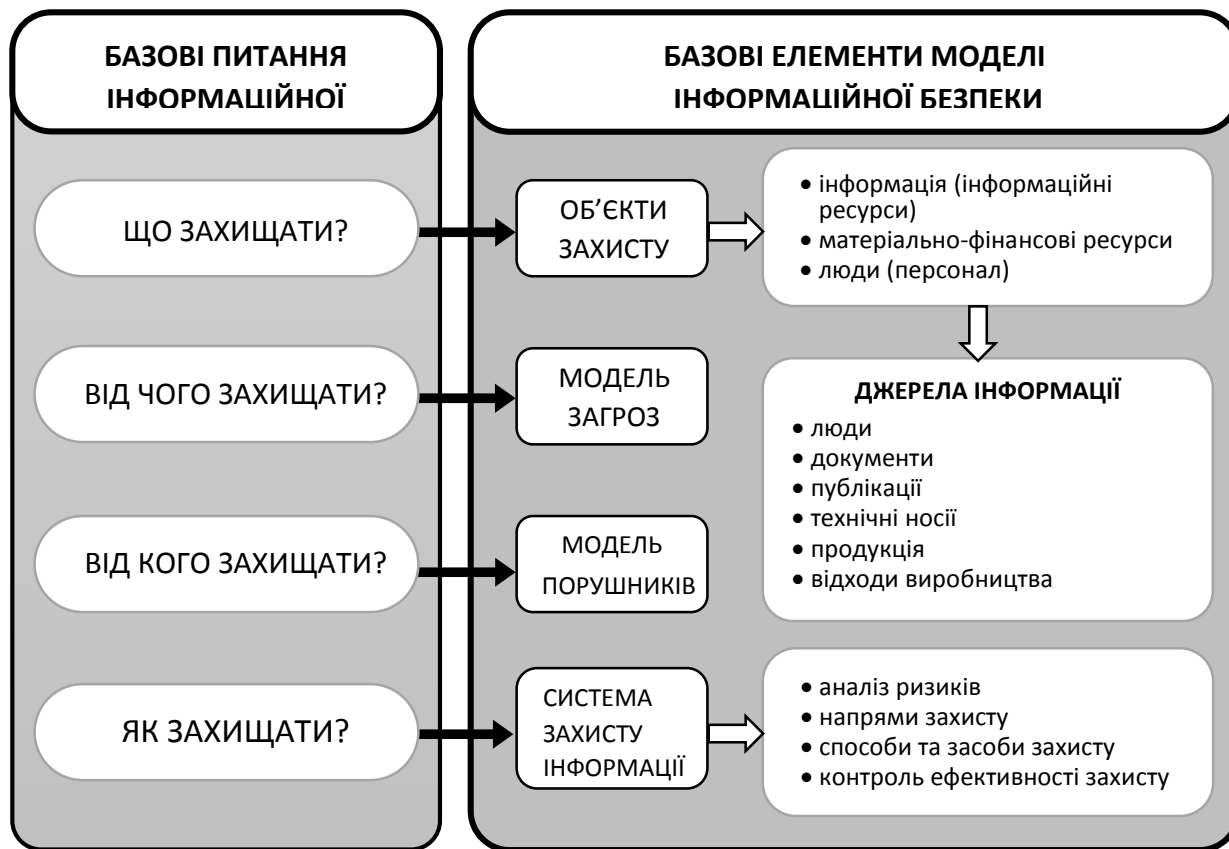 БАЗОВІ ПИТАННЯ
ІНФОРМАЦІЙНОЇ
БАЗОВІ ЕЛЕМЕНТИ МОДЕЛІ
ІНФОРМАЦІЙНОЇ БЕЗПЕКИ
ЩО ЗАХИЩАТИ?
ОБ’ЄКТИ
ЗАХИСТУ
• інформація (інформаційні
ресурси)
• матеріально-фінансові ресурси
• люди (персонал)
ВІД ЧОГО ЗАХИЩАТИ?
МОДЕЛЬ
ЗАГРОЗ
ДЖЕРЕЛА ІНФОРМАЦІЇ
• люди
• документи
• публікації
• технічні носії
• продукція
• відходи виробництва
ВІД КОГО ЗАХИЩАТИ?
МОДЕЛЬ
ПОРУШНИКІВ
ЯК ЗАХИЩАТИ?
СИСТЕМА
ЗАХИСТУ
ІНФОРМАЦІЇ
• аналіз ризиків
• напрями захисту
• способи та засоби захисту
• контроль ефективності захисту